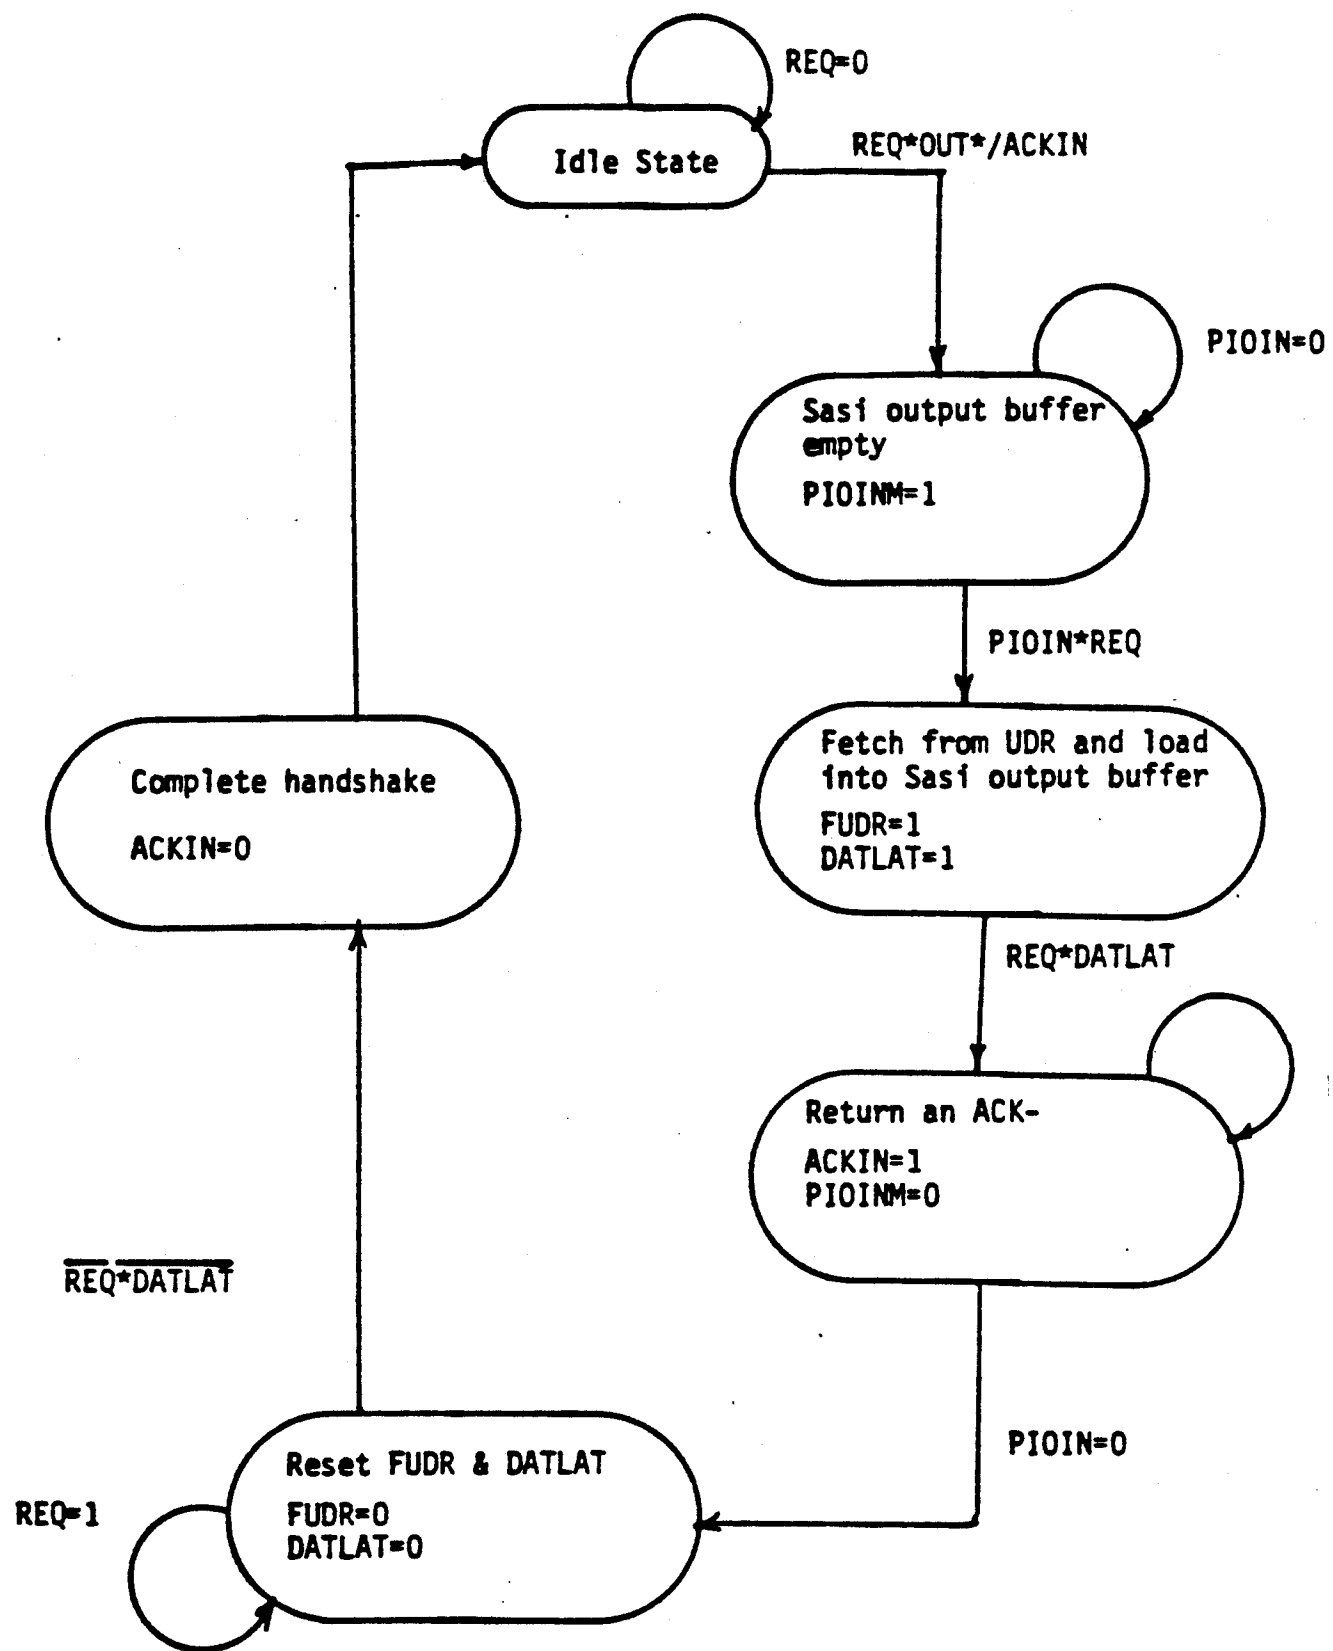 REQ=0
REQ*OUT*/ACKIN
Idle State
PIOIN=0
Sasi output buffer
empty
PIOINM=1
PIOIN*REQ
Fetch from UDR and load
into Sasi output buffer
FUDR=1
DATLAT=1
Complete handshake
ACKIN=0
REQ*DATLAT
Return an ACK-
ACKIN=1
PIOINM=0
R̅E̅Q̅*D̅A̅T̅L̅A̅T̅
PIOIN=0
Reset FUDR & DATLAT
FUDR=0
DATLAT=0
REQ=1